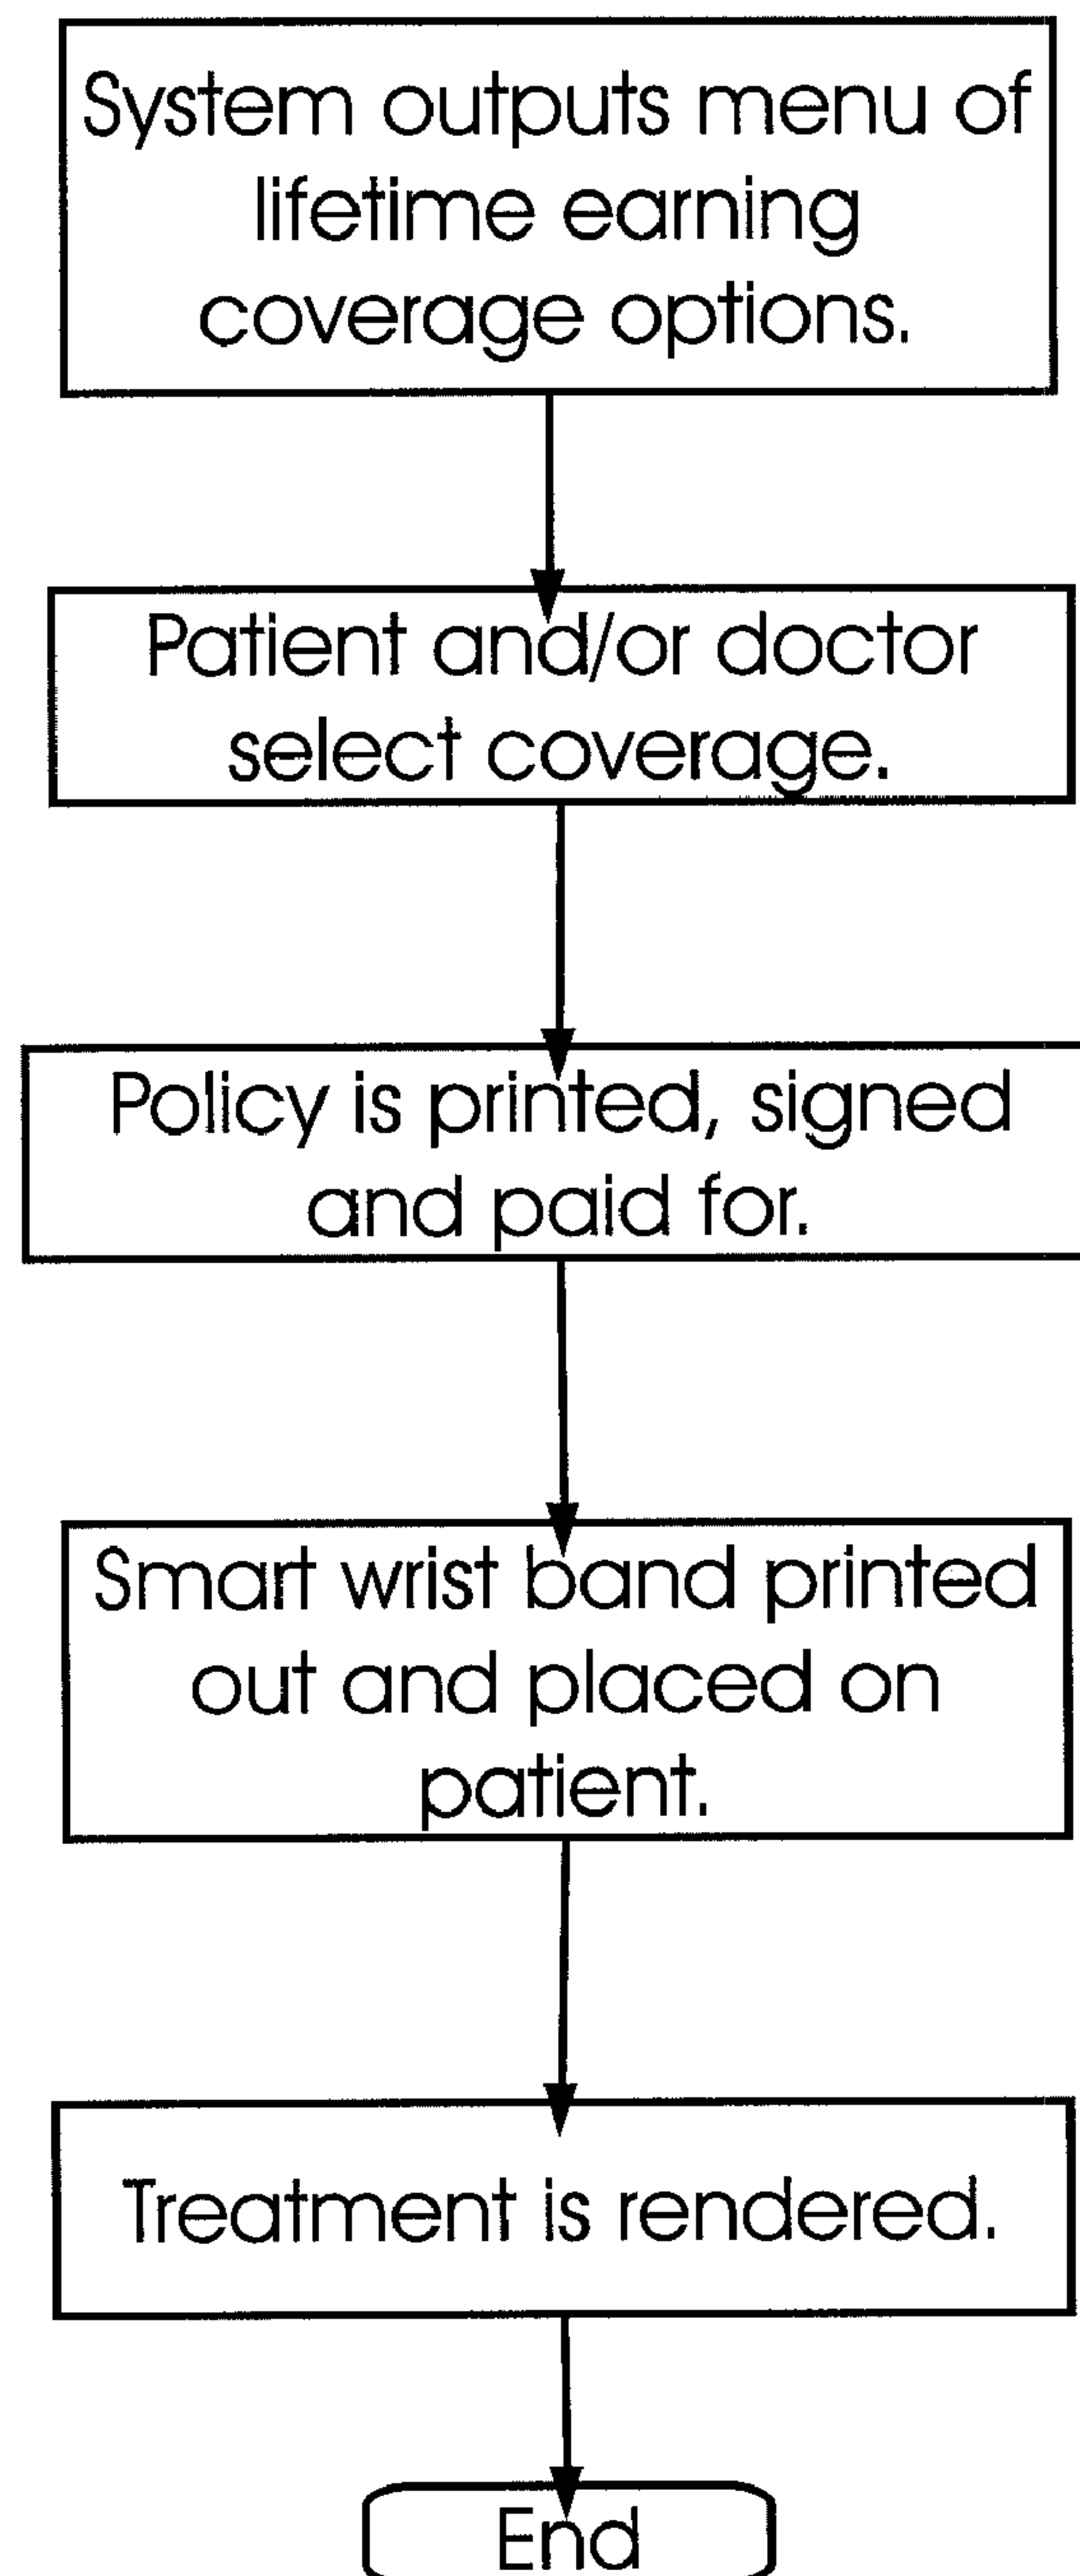 System outputs menu of
lifetime earning
coverage options.
Patient and/or doctor
select coverage.
Policy is printed, signed
and paid for.
Smart wrist band printed
out and placed on
patient.
Treatment is rendered.
End